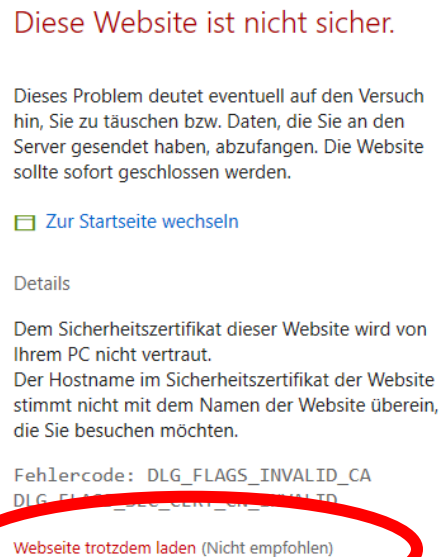 Diese Website ist nicht sicher.
Dieses Problem deutet eventuell auf den Versuch
hin, Sie zu täuschen bzw. Daten, die Sie an den
Server gesendet haben, abzufangen. Die Website
sollte sofort geschlossen werden.
Zur Startseite wechseln
Details
Dem Sicherheitszertifikat dieser Website wird von
Ihrem PC nicht vertraut.
Der Hostname im Sicherheitszertifikat der Website
stimmt nicht mit dem Namen der Website überein,
die Sie besuchen möchten.
Fehlercode: DLG_FLAGS_INVALID_CA
DLG_FLAGS_SEC_CERT_CN_INVALID
Webseite trotzdem laden (Nicht empfohlen)